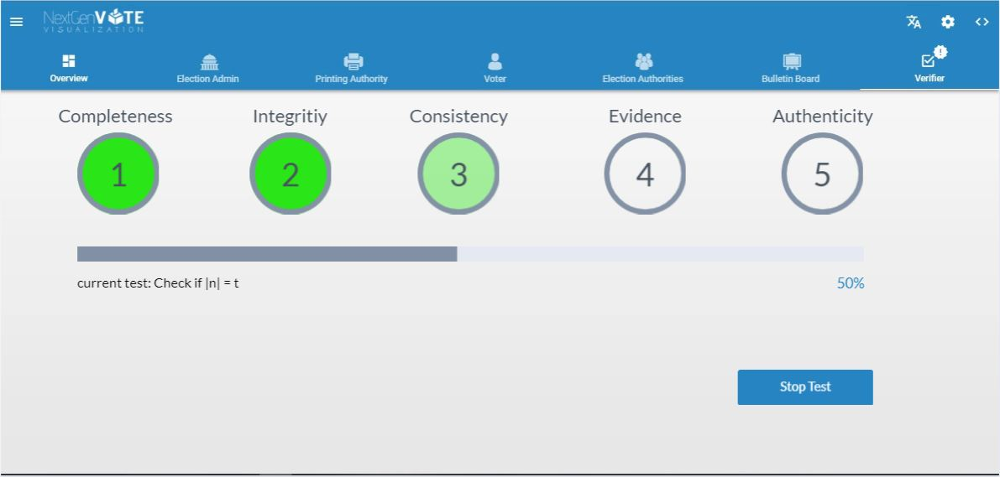 NextGenVOTE
VISUALIZATION
Overview Election Admin Printing Authority Voter Election Authorities Bulletin Board Verifier
Completeness Integritiy Consistency Evidence Authenticity
1 2 3 4 5
current test: Check if |n| = t 50%
Stop Test